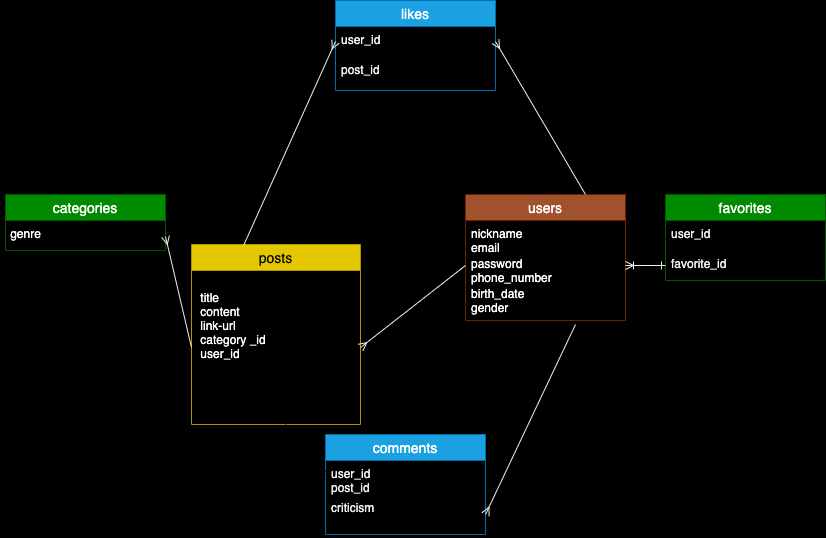 likes
user_id
post_id
categories
genre
users
nickname
email
password
phone_number
birth_date
gender
favorites
user_id
favorite_id
posts
title
content
link-url
category _id
user_id
comments
user_id
post_id
criticism